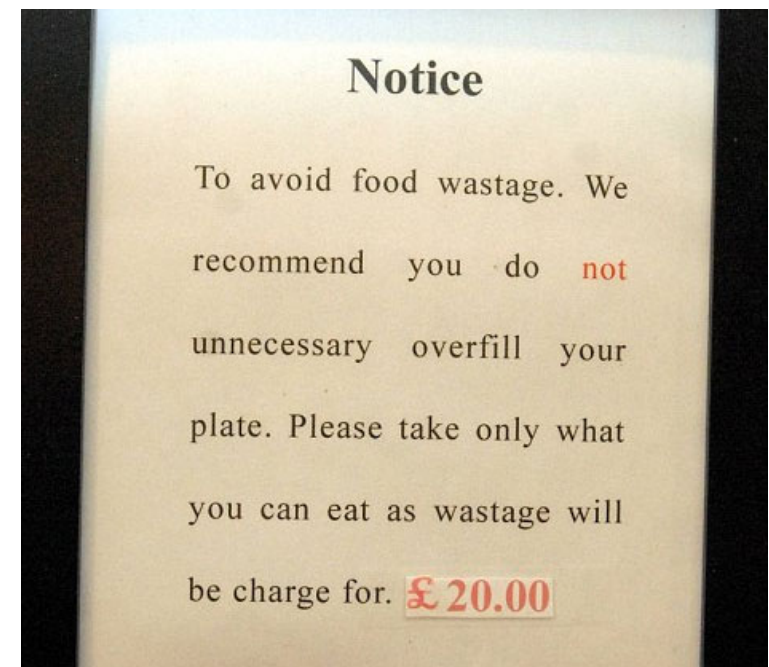 Notice
To avoid food wastage. We
recommend you do not
unnecessary overfill your
plate. Please take only what
you can eat as wastage will
be charge for. £ 20.00